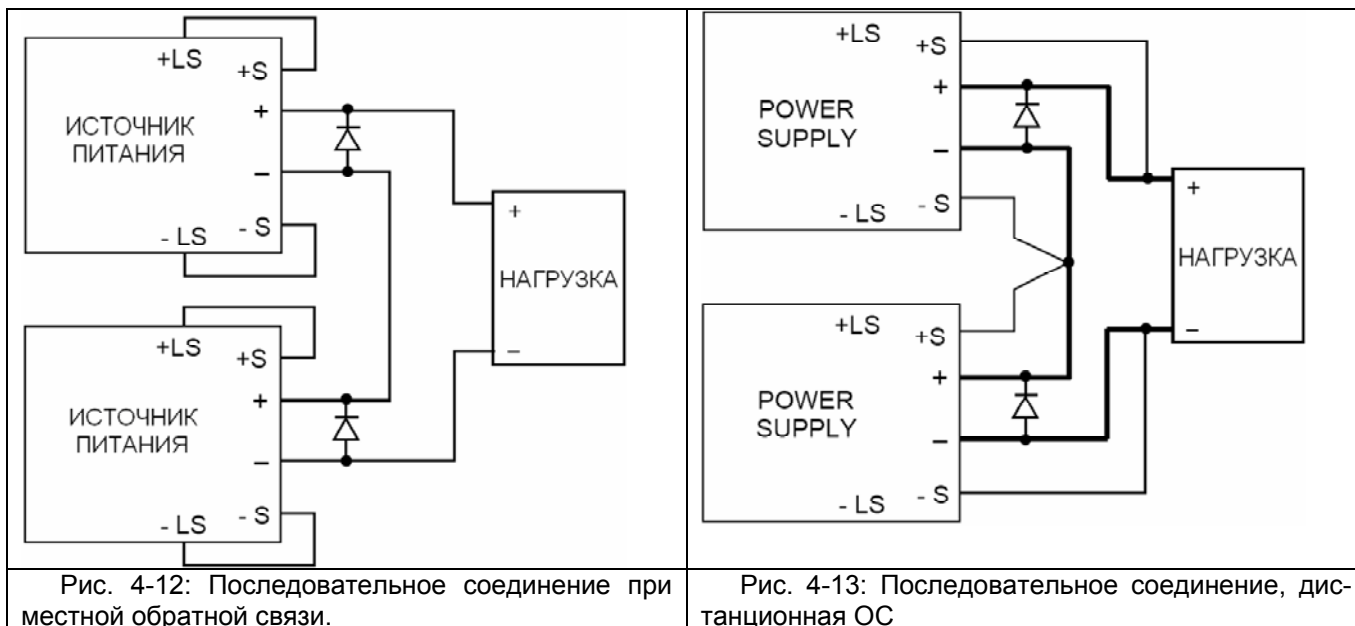 +LS
+S
+
ИСТОЧНИК
ПИТАНИЯ
–
- S
- LS
+LS
+S
+
ИСТОЧНИК
ПИТАНИЯ
–
- S
- LS
+
НАГРУЗКА
–
Рис. 4-12: Последовательное соединение при
местной обратной связи.
+LS
+S
+
POWER
SUPPLY
–
- S
- LS
+LS
+S
+
POWER
SUPPLY
–
- S
- LS
+
НАГРУЗКА
–
Рис. 4-13: Последовательное соединение, дис-
танционная ОС